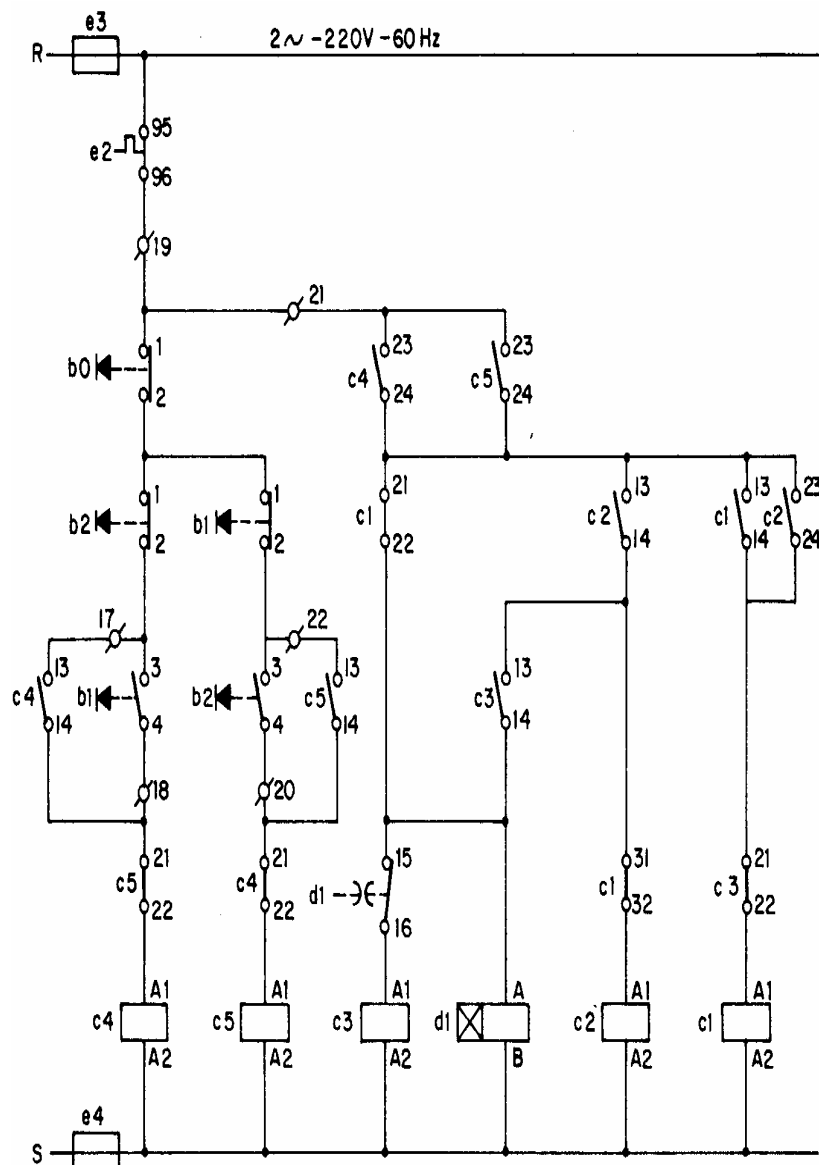 e3
2∿-220V-60Hz
R
95
e2
96
19
21
1
23
23
b0
c4
c5
2
24
24
1
1
21
13
13
23
b2
b1
c1
c2
c1
c2
2
2
22
14
14
24
17
22
13
3
3
13
13
c4
b1
b2
c5
c3
14
4
4
14
14
18
20
21
21
15
31
21
c5
c4
d1
c1
c3
22
22
16
32
22
A1
A1
A1
A
A1
A1
c4
c5
c3
d1
c2
c1
A2
A2
A2
B
A2
A2
e4
S